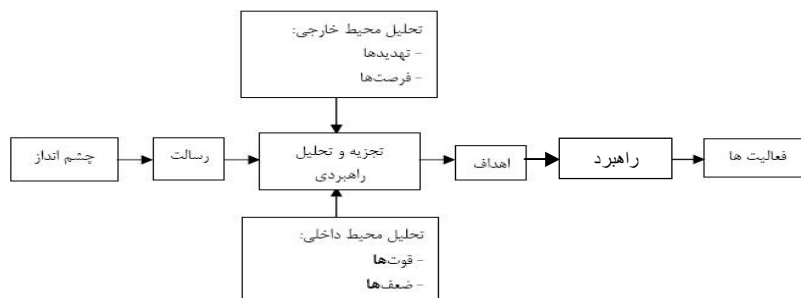 تحلیل محیط خارجی:
- تهدیدها
- فرصت‌ها
چشم انداز
رسالت
تجزیه و تحلیل
راهبردی
اهداف
راهبرد
فعالیت ها
تحلیل محیط داخلی:
- قوت‌ها
- ضعف‌ها